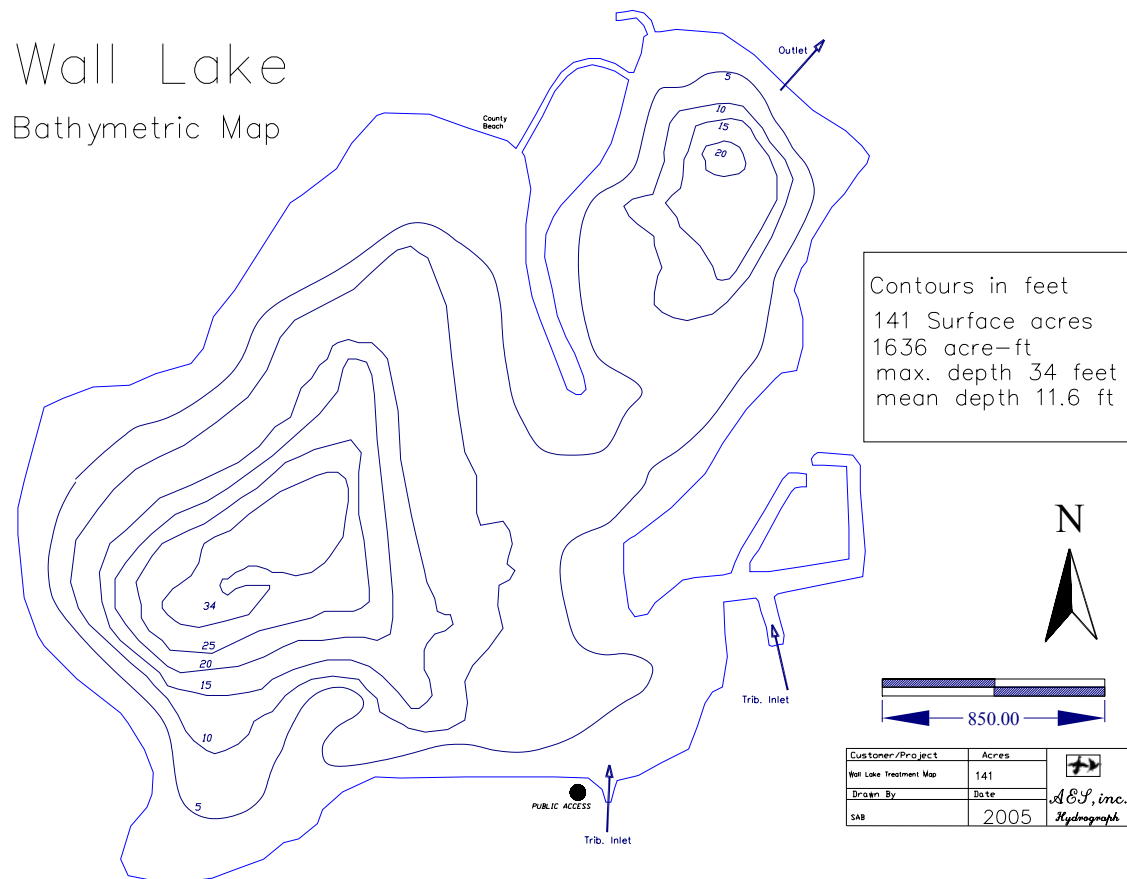 Wall Lake
Bathymetric Map
County
Beach
Outlet
5
10
15
20
Contours in feet
141 Surface acres
1636 acre-ft
max. depth 34 feet
mean depth 11.6 ft
34
25
20
15
10
5
N
850.00
Trib. Inlet
PUBLIC ACCESS
Trib. Inlet
Customer/Project Acres
Wall Lake Treatment Map 141
Drawn By Date
SAB 2005
AES, inc.
Hydrograph